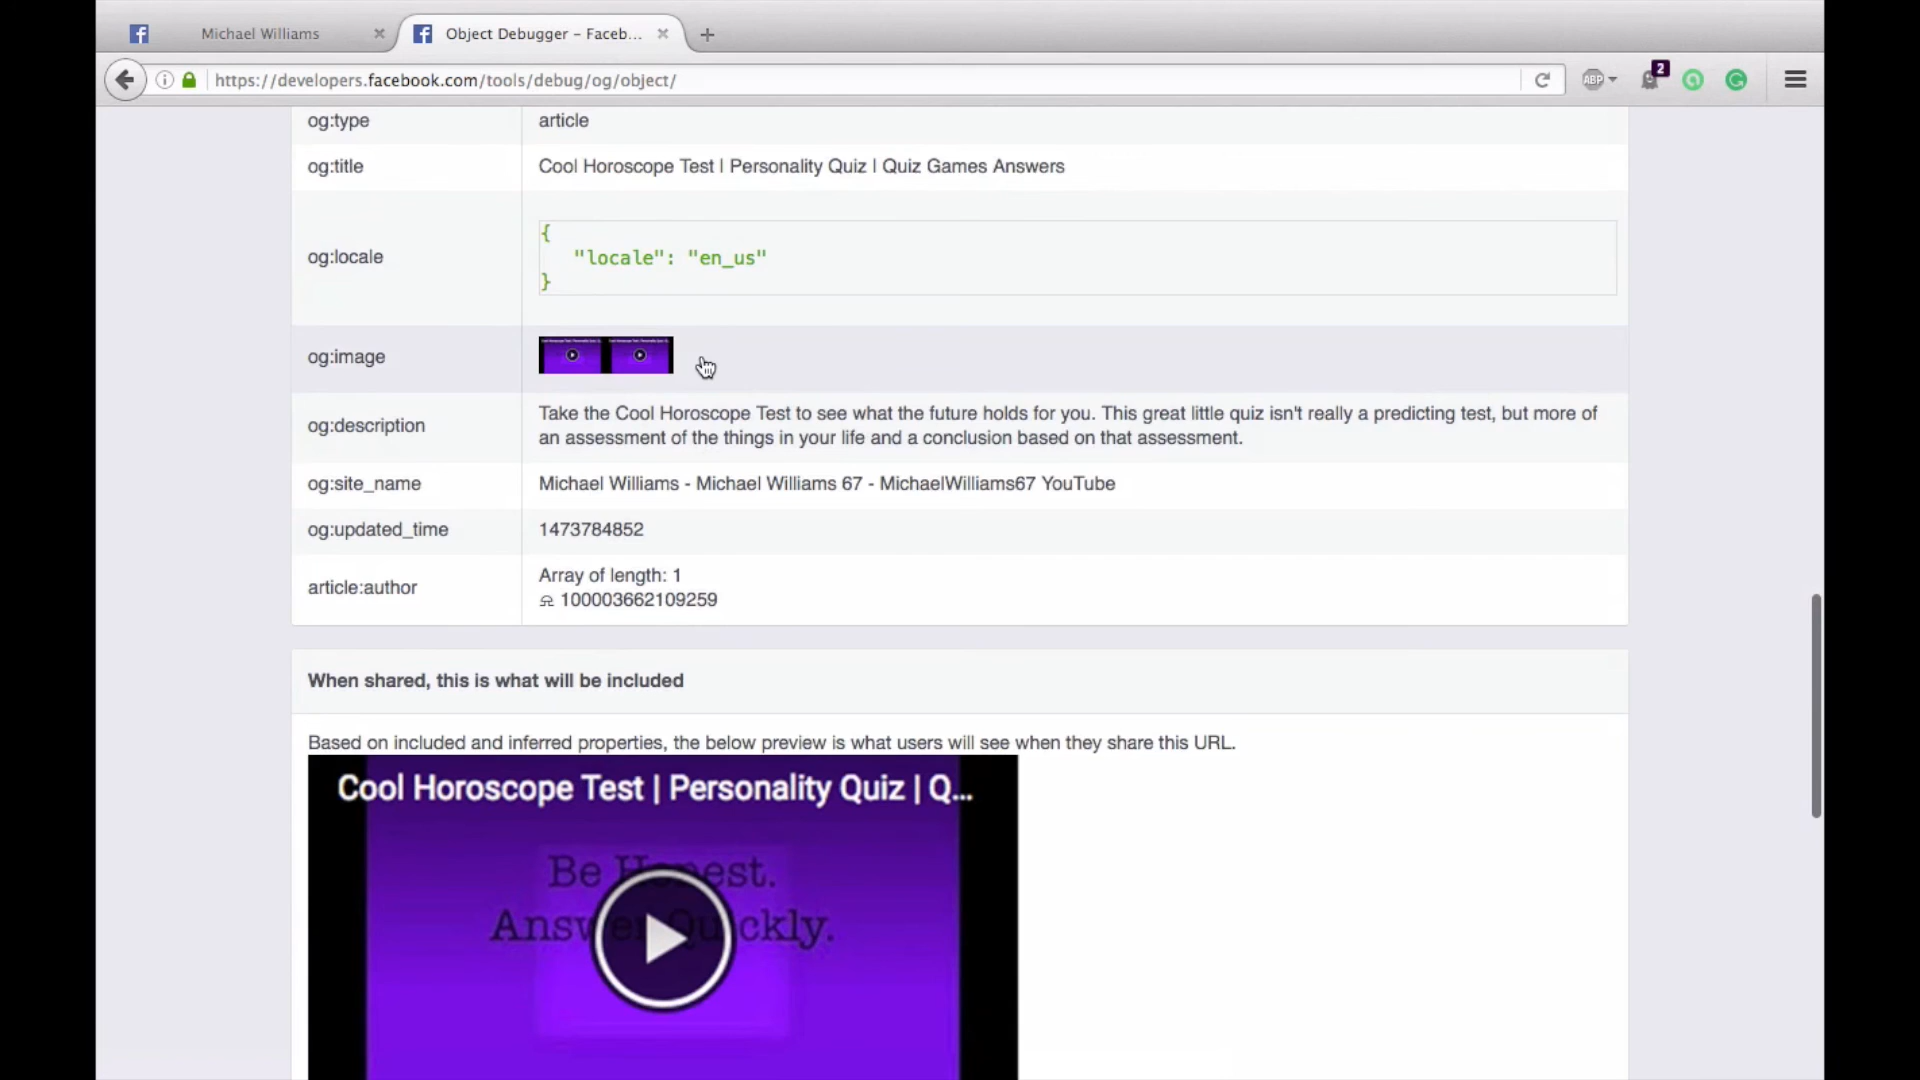 Michael Williams
Object Debugger – Faceb...
https://developers.facebook.com/tools/debug/og/object/
ABP
2
og:type
article
og:title
Cool Horoscope Test | Personality Quiz | Quiz Games Answers
og:locale
{
"locale": "en_us"
}
og:image
og:description
Take the Cool Horoscope Test to see what the future holds for you. This great little quiz isn't really a predicting test, but more of
an assessment of the things in your life and a conclusion based on that assessment.
og:site_name
Michael Williams - Michael Williams 67 - MichaelWilliams67 YouTube
og:updated_time
1473784852
article:author
Array of length: 1
100003662109259
When shared, this is what will be included
Based on included and inferred properties, the below preview is what users will see when they share this URL.
Cool Horoscope Test | Personality Quiz | Q...
Be Honest.
Answer Quickly.